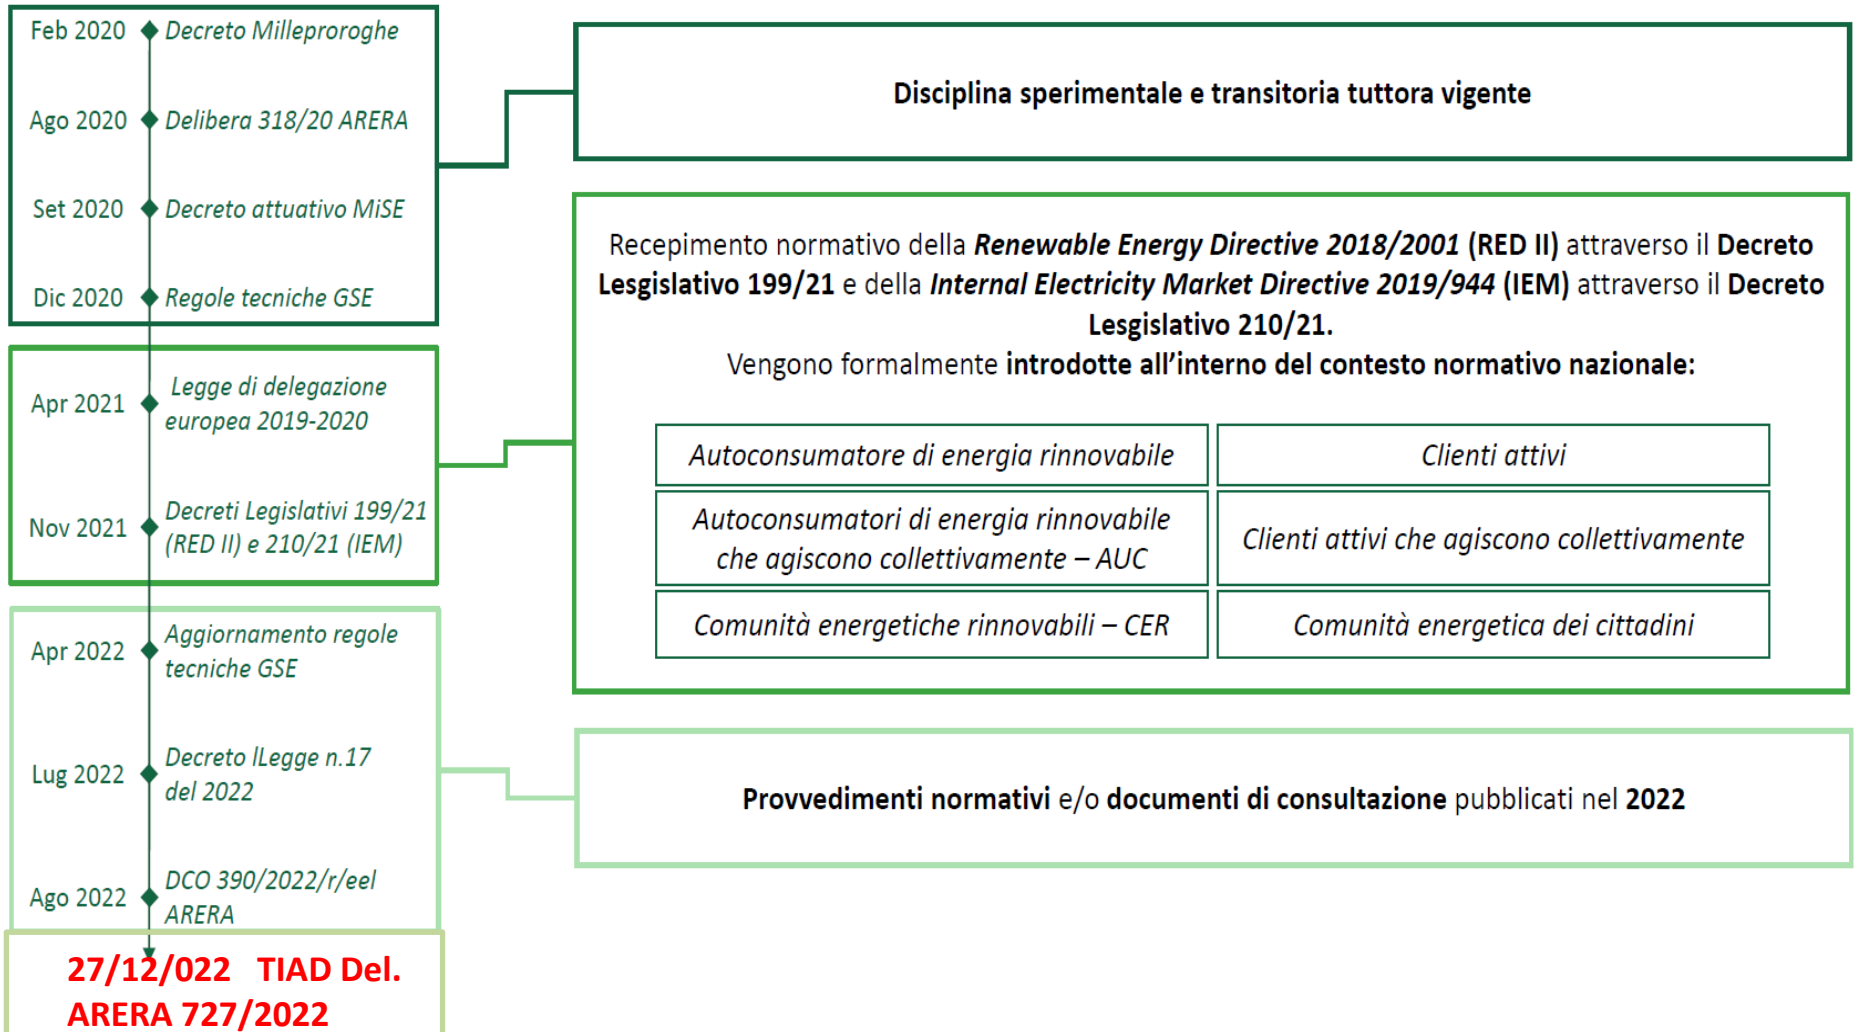 Feb 2020 Decreto Milleproroghe
Ago 2020 Delibera 318/20 ARERA
Set 2020 Decreto attuativo MiSE
Dic 2020 Regole tecniche GSE
Disciplina sperimentale e transitoria tuttora vigente
Apr 2021
Legge di delegazione
europea 2019-2020
Nov 2021
Decreti Legislativi 199/21
(RED II) e 210/21 (IEM)
Recepimento normativo della Renewable Energy Directive 2018/2001 (RED II) attraverso il Decreto
Lesgislativo 199/21 e della Internal Electricity Market Directive 2019/944 (IEM) attraverso il Decreto
Lesgislativo 210/21.
Vengono formalmente introdotte all'interno del contesto normativo nazionale:
Autoconsumatore di energia rinnovabile
Clienti attivi
Autoconsumatori di energia rinnovabile
che agiscono collettivamente – AUC
Clienti attivi che agiscono collettivamente
Comunità energetiche rinnovabili – CER
Comunità energetica dei cittadini
Apr 2022
Aggiornamento regole
tecniche GSE
Lug 2022
Decreto lLegge n.17
del 2022
Ago 2022
DCO 390/2022/r/eel
ARERA
Provvedimenti normativi e/o documenti di consultazione pubblicati nel 2022
27/12/022 TIAD Del.
ARERA 727/2022